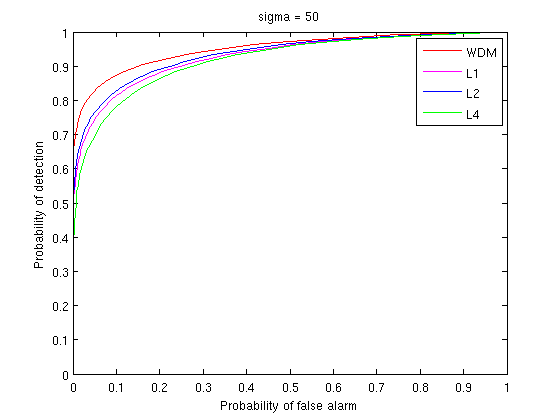 sigma = 50
Probability of detection
1
0.9
0.8
0.7
0.6
0.5
0.4
0.3
0.2
0.1
0
WDM
L1
L2
L4
0 0.1 0.2 0.3 0.4 0.5 0.6 0.7 0.8 0.9 1
Probability of false alarm